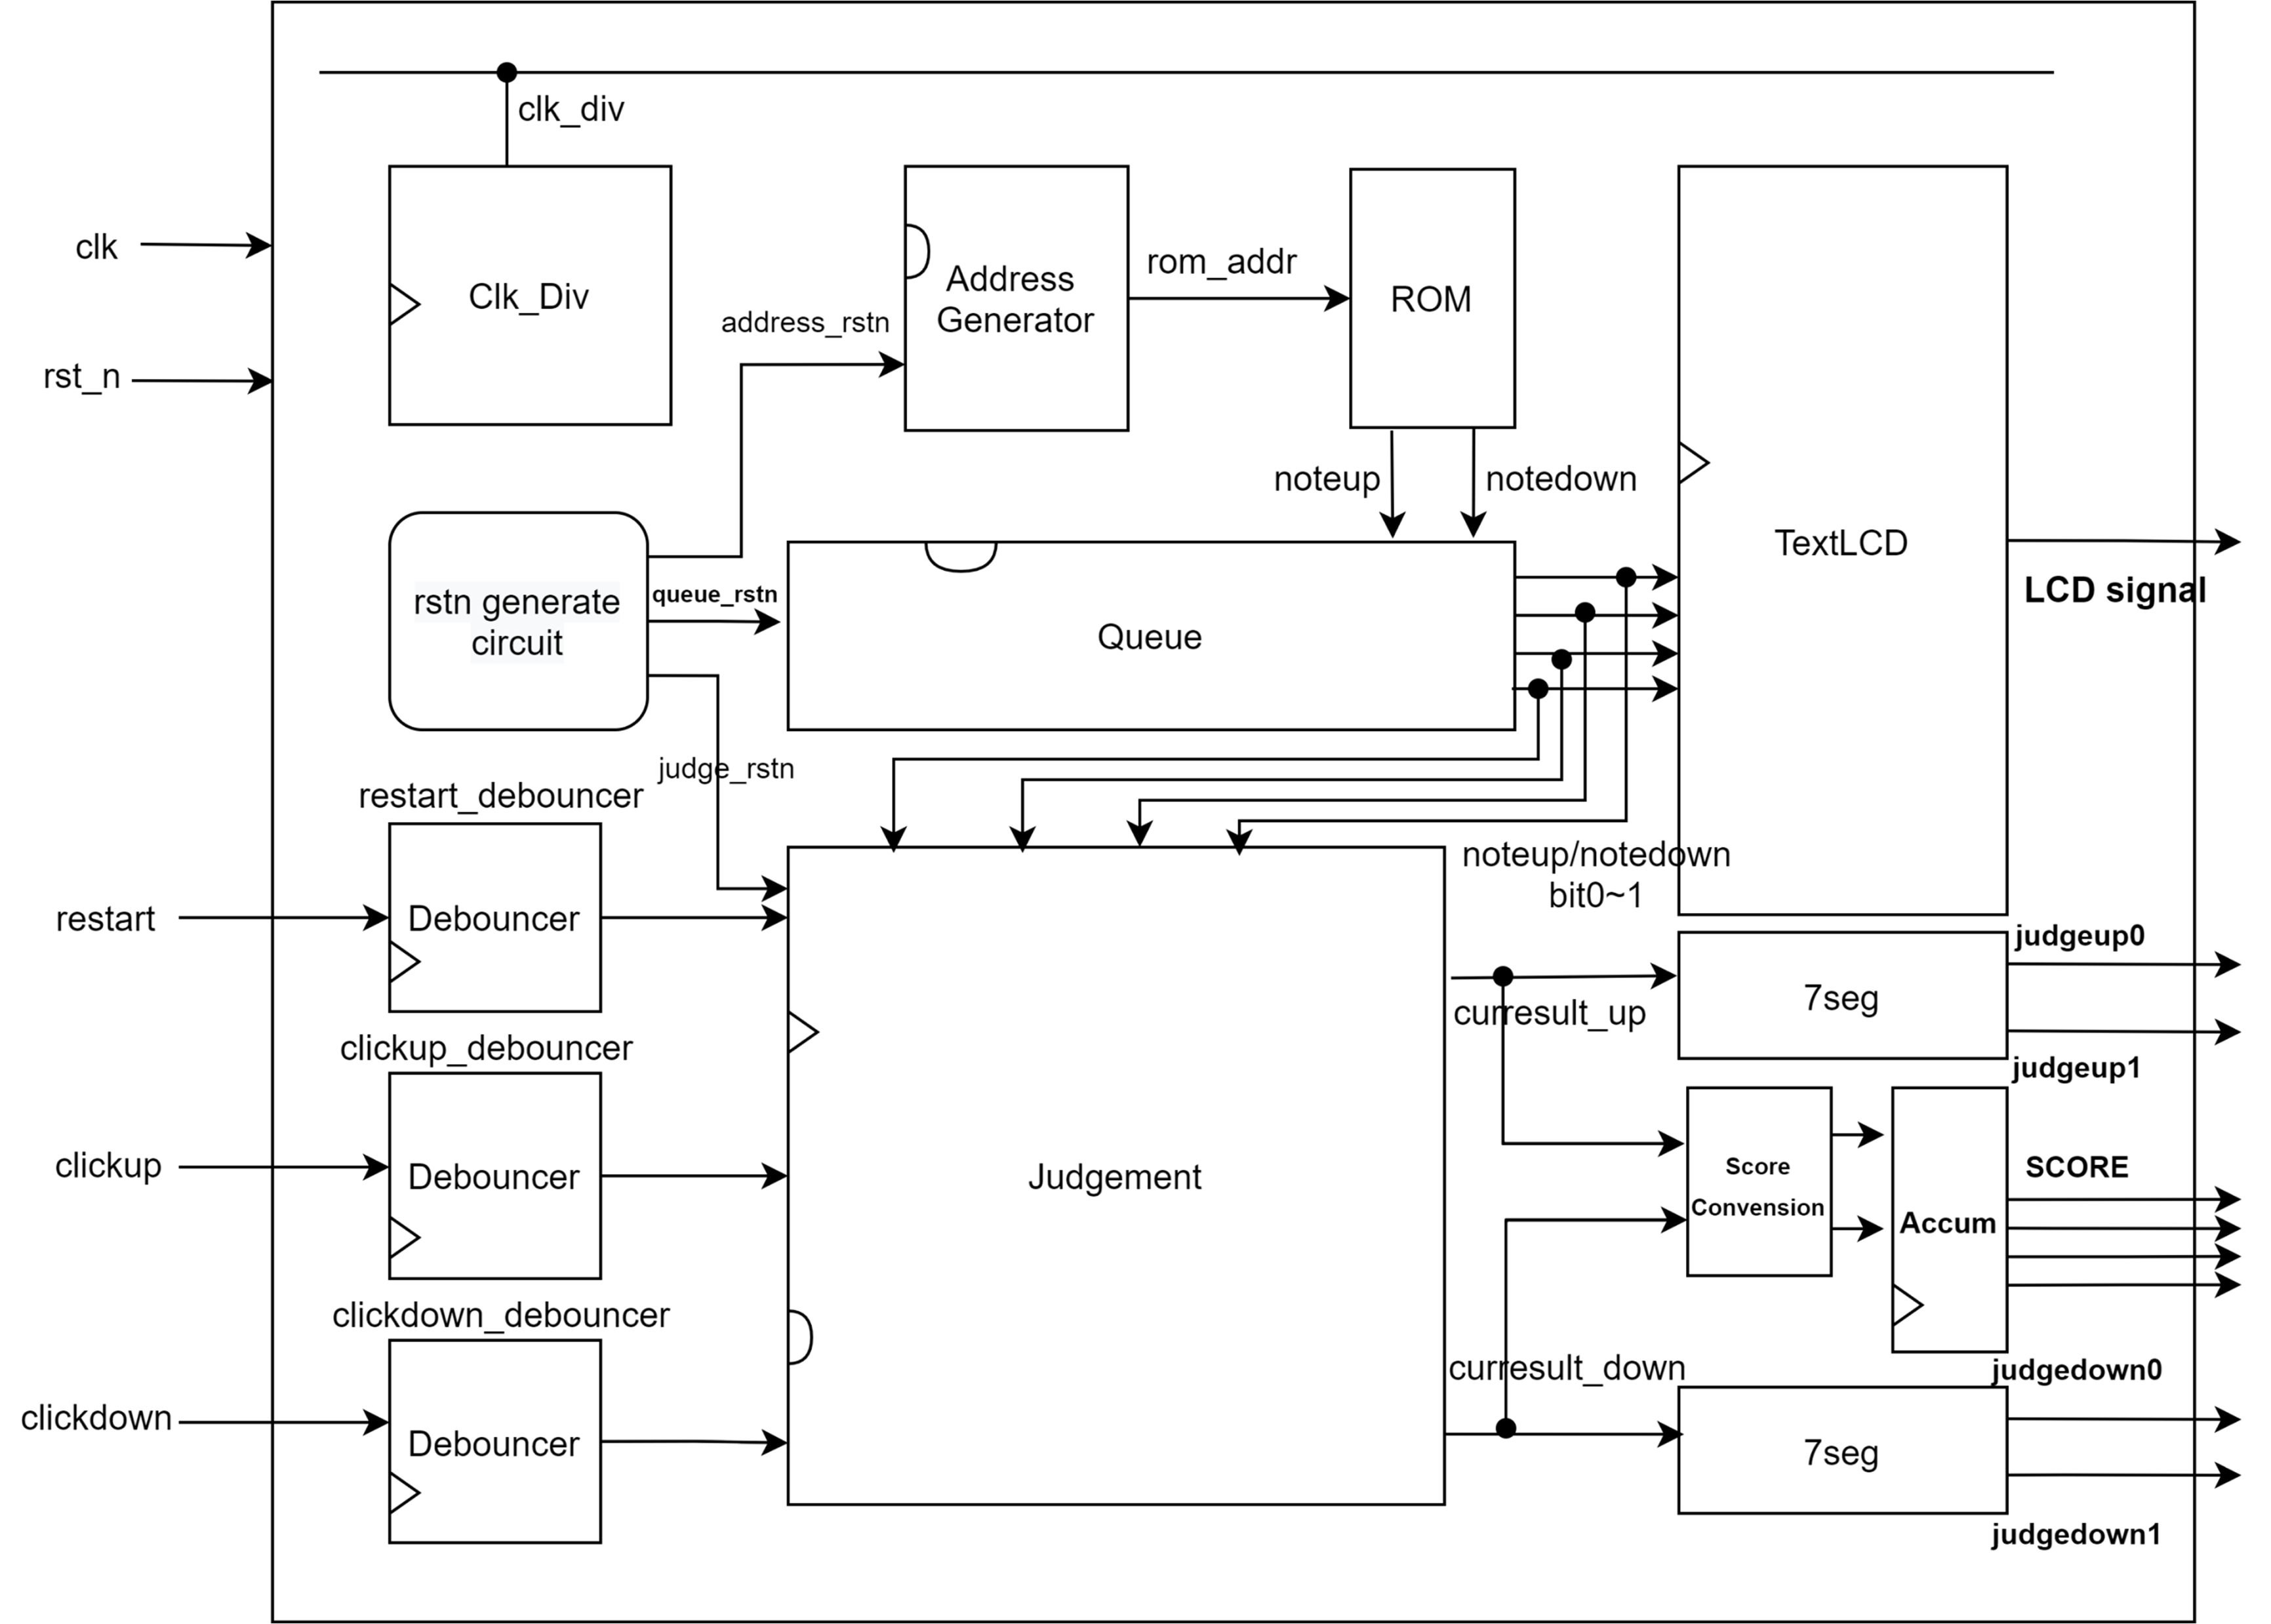 clk_div
clk
Clk_Div
rst_n
address_rstn
Address
Generator
rom_addr
ROM
noteup
notedown
TextLCD
LCD signal
rstn generate
circuit
queue_rstn
Queue
judge_rstn
restart_debouncer
restart
Debouncer
clickup_debouncer
clickup
Debouncer
clickdown_debouncer
clickdown
Debouncer
Judgement
noteup/notedown
bit0~1
curresult_up
7seg
judgeup0
judgeup1
Score
Convension
Accum
SCORE
curresult_down
7seg
judgedown0
judgedown1